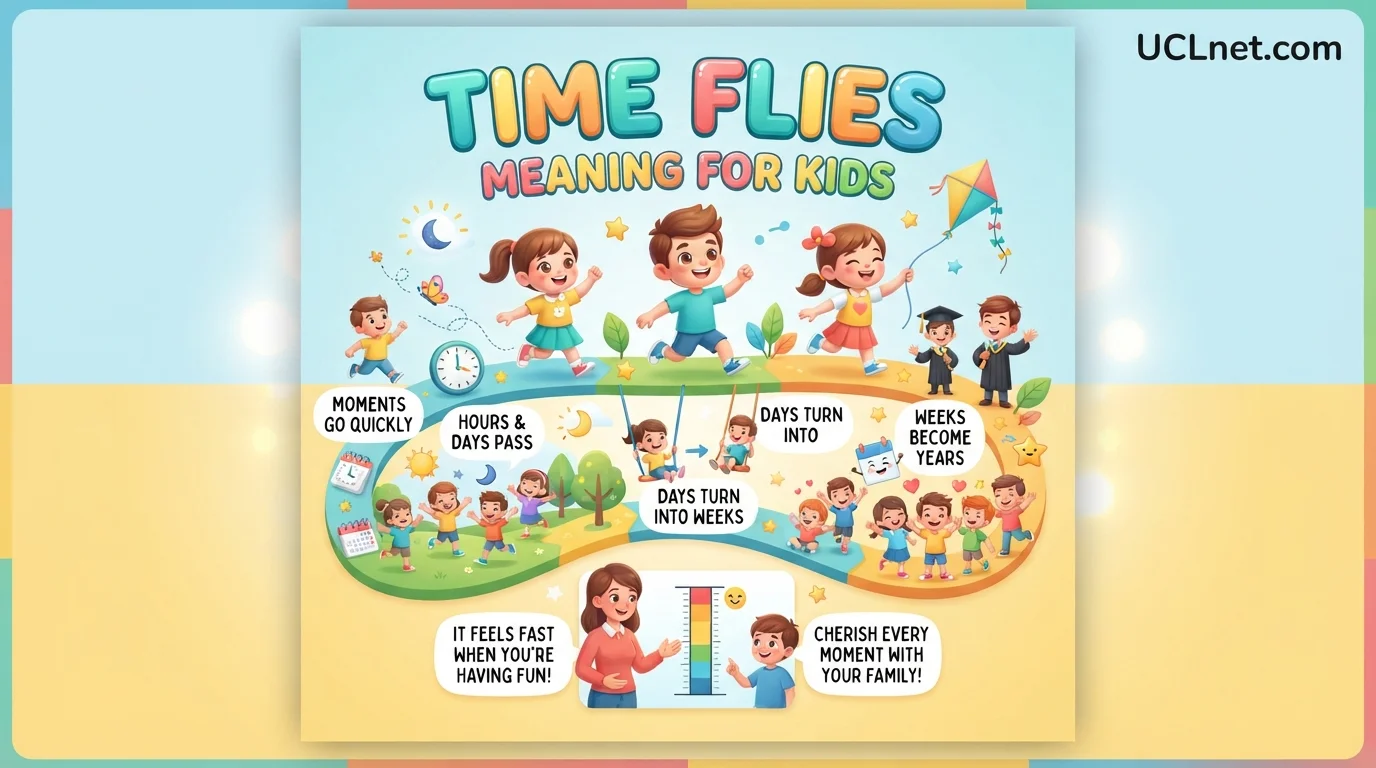 UCLnet.com
TIME FLIES
MEANING FOR KIDS
MOMENTS
GO QUICKLY
HOURS &
DAYS PASS
DAYS TURN
INTO
WEEKS
BECOME
YEARS
DAYS TURN
INTO WEEKS
IT FEELS FAST
WHEN YOU'RE
HAVING FUN!
CHERISH EVERY
MOMENT WITH
YOUR FAMILY!